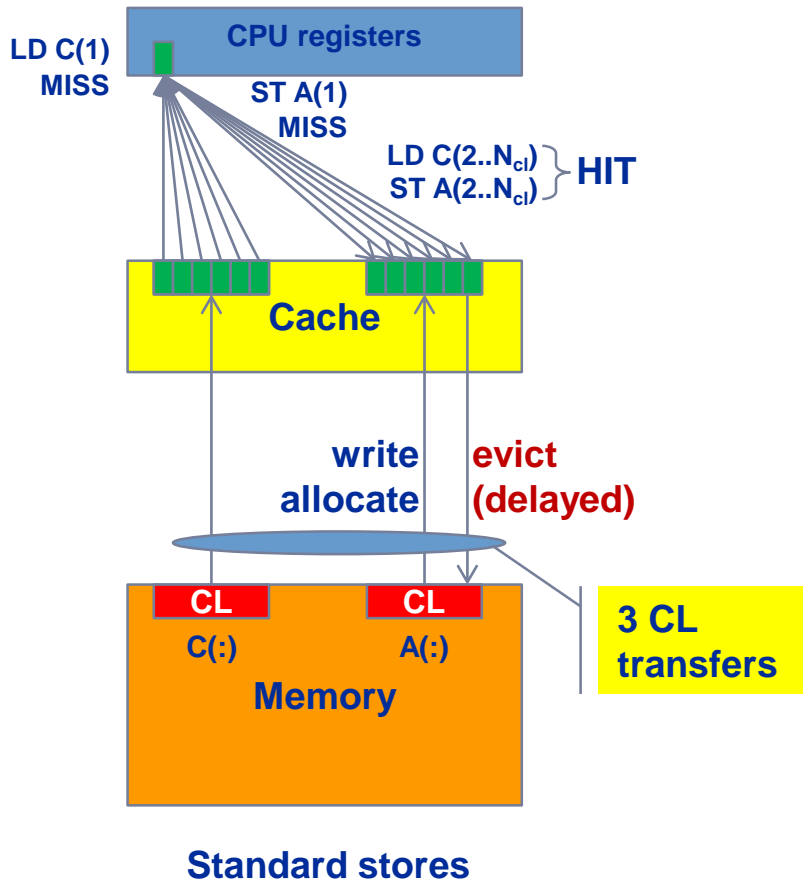 CPU registers
LD C(1)
MISS
ST A(1)
MISS
LD C(2..Ncl)
ST A(2..Ncl)
HIT
Cache
write
allocate
evict
(delayed)
CL
CL
C(:)
A(:)
Memory
3 CL
transfers
Standard stores